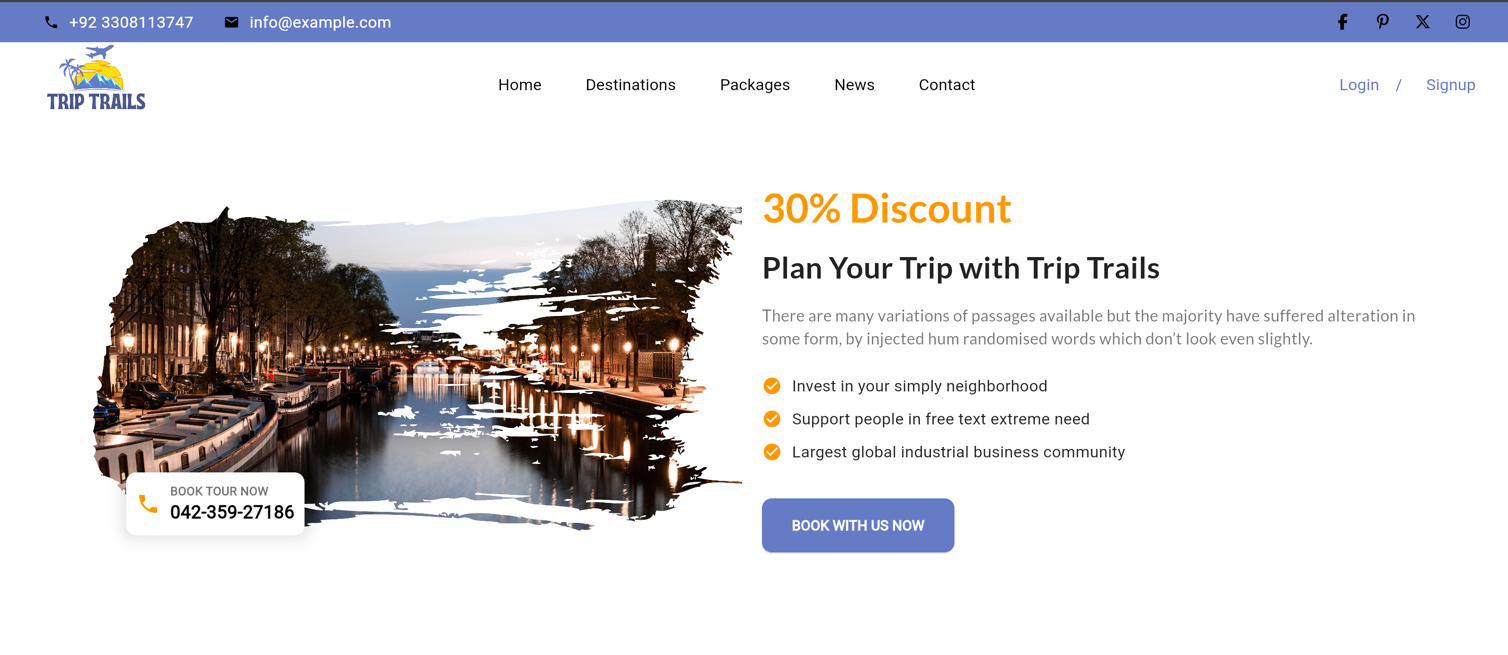 +92 3308113747 info@example.com
TRIP TRAILS
Home Destinations Packages News Contact
Login / Signup
30% Discount
Plan Your Trip with Trip Trails
There are many variations of passages available but the majority have suffered alteration in
some form, by injected hum randomised words which don't look even slightly.
Invest in your simply neighborhood
Support people in free text extreme need
Largest global industrial business community
BOOK TOUR NOW
042-359-27186
BOOK WITH US NOW